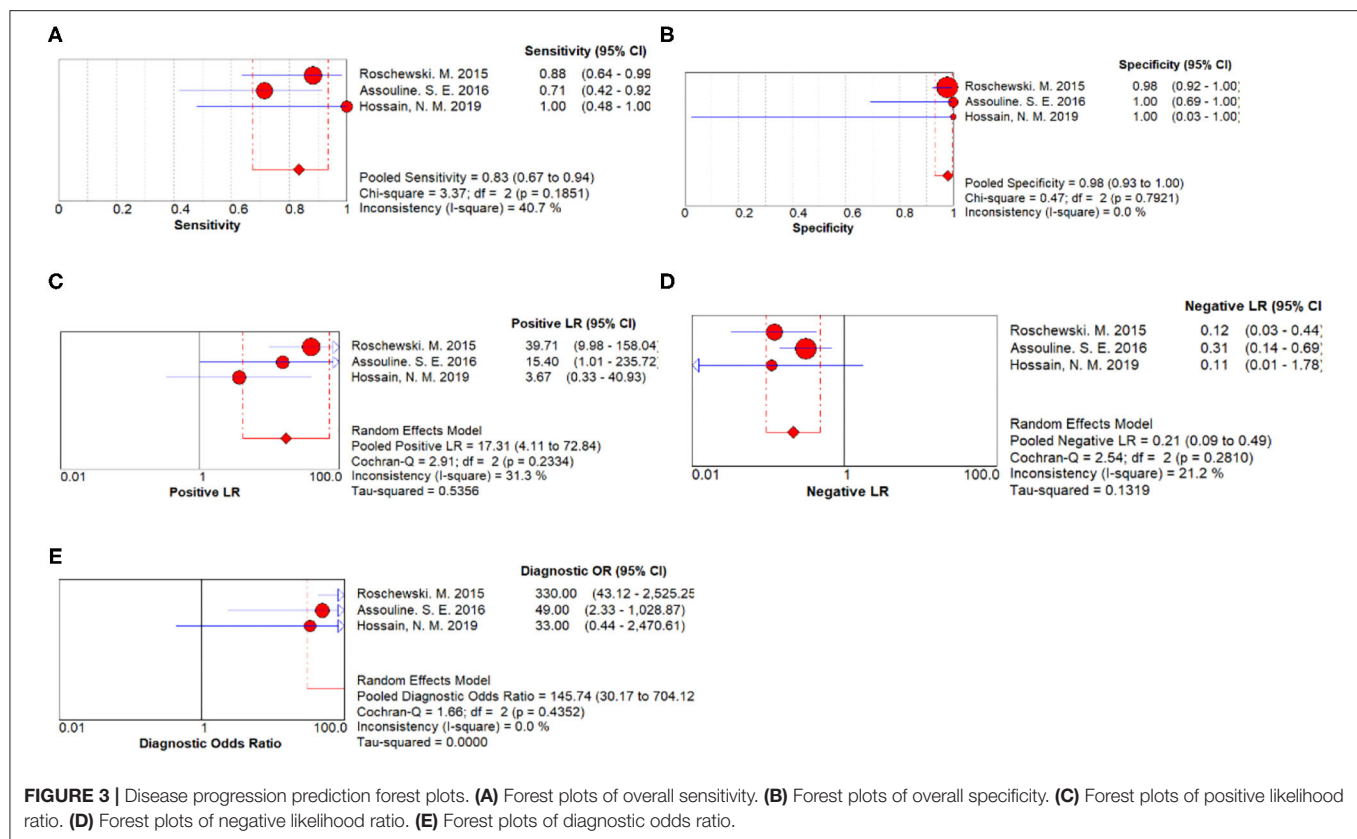 A
Sensitivity (95% CI)
Roschewski. M. 2015 0.88 (0.64 - 0.99
Assouline. S. E. 2016 0.71 (0.42 - 0.92
Hossain, N. M. 2019 1.00 (0.48 - 1.00
Pooled Sensitivity = 0.83 (0.67 to 0.94)
Chi-square = 3.37; df = 2 (p = 0.1851)
Inconsistency (I-square) = 40.7 %
0 0.2 0.4 0.6 0.8 1
Sensitivity
B
Specificity (95% CI)
Roschewski. M. 2015 0.98 (0.92 - 1.00)
Assouline. S. E. 2016 1.00 (0.69 - 1.00)
Hossain, N. M. 2019 1.00 (0.03 - 1.00)
Pooled Specificity = 0.98 (0.93 to 1.00)
Chi-square = 0.47; df = 2 (p = 0.7921)
Inconsistency (I-square) = 0.0 %
0 0.2 0.4 0.6 0.8 1
Specificity
C
Positive LR (95% CI)
Roschewski. M. 2015 39.71 (9.98 - 158.04)
Assouline. S. E. 2016 15.40 (1.01 - 235.72)
Hossain, N. M. 2019 3.67 (0.33 - 40.93)
Random Effects Model
Pooled Positive LR = 17.31 (4.11 to 72.84)
Cochran-Q = 2.91; df = 2 (p = 0.2334)
Inconsistency (I-square) = 31.3 %
Tau-squared = 0.5356
0.01 1 100.0
Positive LR
D
Negative LR (95% CI
Roschewski. M. 2015 0.12 (0.03 - 0.44)
Assouline. S. E. 2016 0.31 (0.14 - 0.69)
Hossain, N. M. 2019 0.11 (0.01 - 1.78)
Random Effects Model
Pooled Negative LR = 0.21 (0.09 to 0.49)
Cochran-Q = 2.54; df = 2 (p = 0.2810)
Inconsistency (I-square) = 21.2 %
Tau-squared = 0.1319
0.01 1 100.0
Negative LR
E
Diagnostic OR (95% CI)
Roschewski. M. 2015 330.00 (43.12 - 2,525.25
Assouline. S. E. 2016 49.00 (2.33 - 1,028.87)
Hossain, N. M. 2019 33.00 (0.44 - 2,470.61)
Random Effects Model
Pooled Diagnostic Odds Ratio = 145.74 (30.17 to 704.12
Cochran-Q = 1.66; df = 2 (p = 0.4352)
Inconsistency (I-square) = 0.0 %
Tau-squared = 0.0000
0.01 1 100.0
Diagnostic Odds Ratio
FIGURE 3 | Disease progression prediction forest plots. (A) Forest plots of overall sensitivity. (B) Forest plots of overall specificity. (C) Forest plots of positive likelihood
ratio. (D) Forest plots of negative likelihood ratio. (E) Forest plots of diagnostic odds ratio.